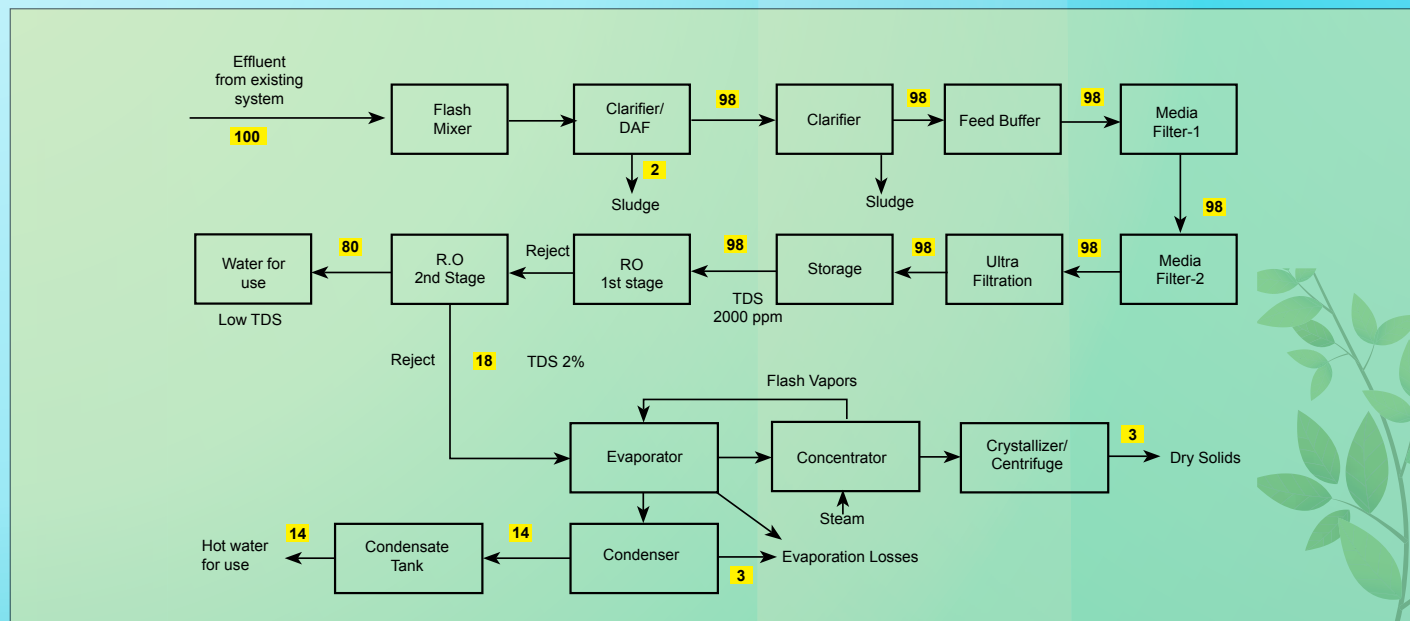 Effluent
from existing
system
100
Flash
Mixer
Clarifier/
DAF
98
Clarifier
98
Feed Buffer
98
Media
Filter-1
2
Sludge
Sludge
98
Water for
use
80
R.O
2nd Stage
Reject
RO
1st stage
98
Storage
98
Ultra
Filtration
98
Media
Filter-2
Low TDS
TDS
2000 ppm
Reject
18
TDS 2%
Flash Vapors
Evaporator
Concentrator
Crystallizer/
Centrifuge
3
Dry Solids
Steam
Hot water
for use
14
Condensate
Tank
14
Condenser
3
Evaporation Losses